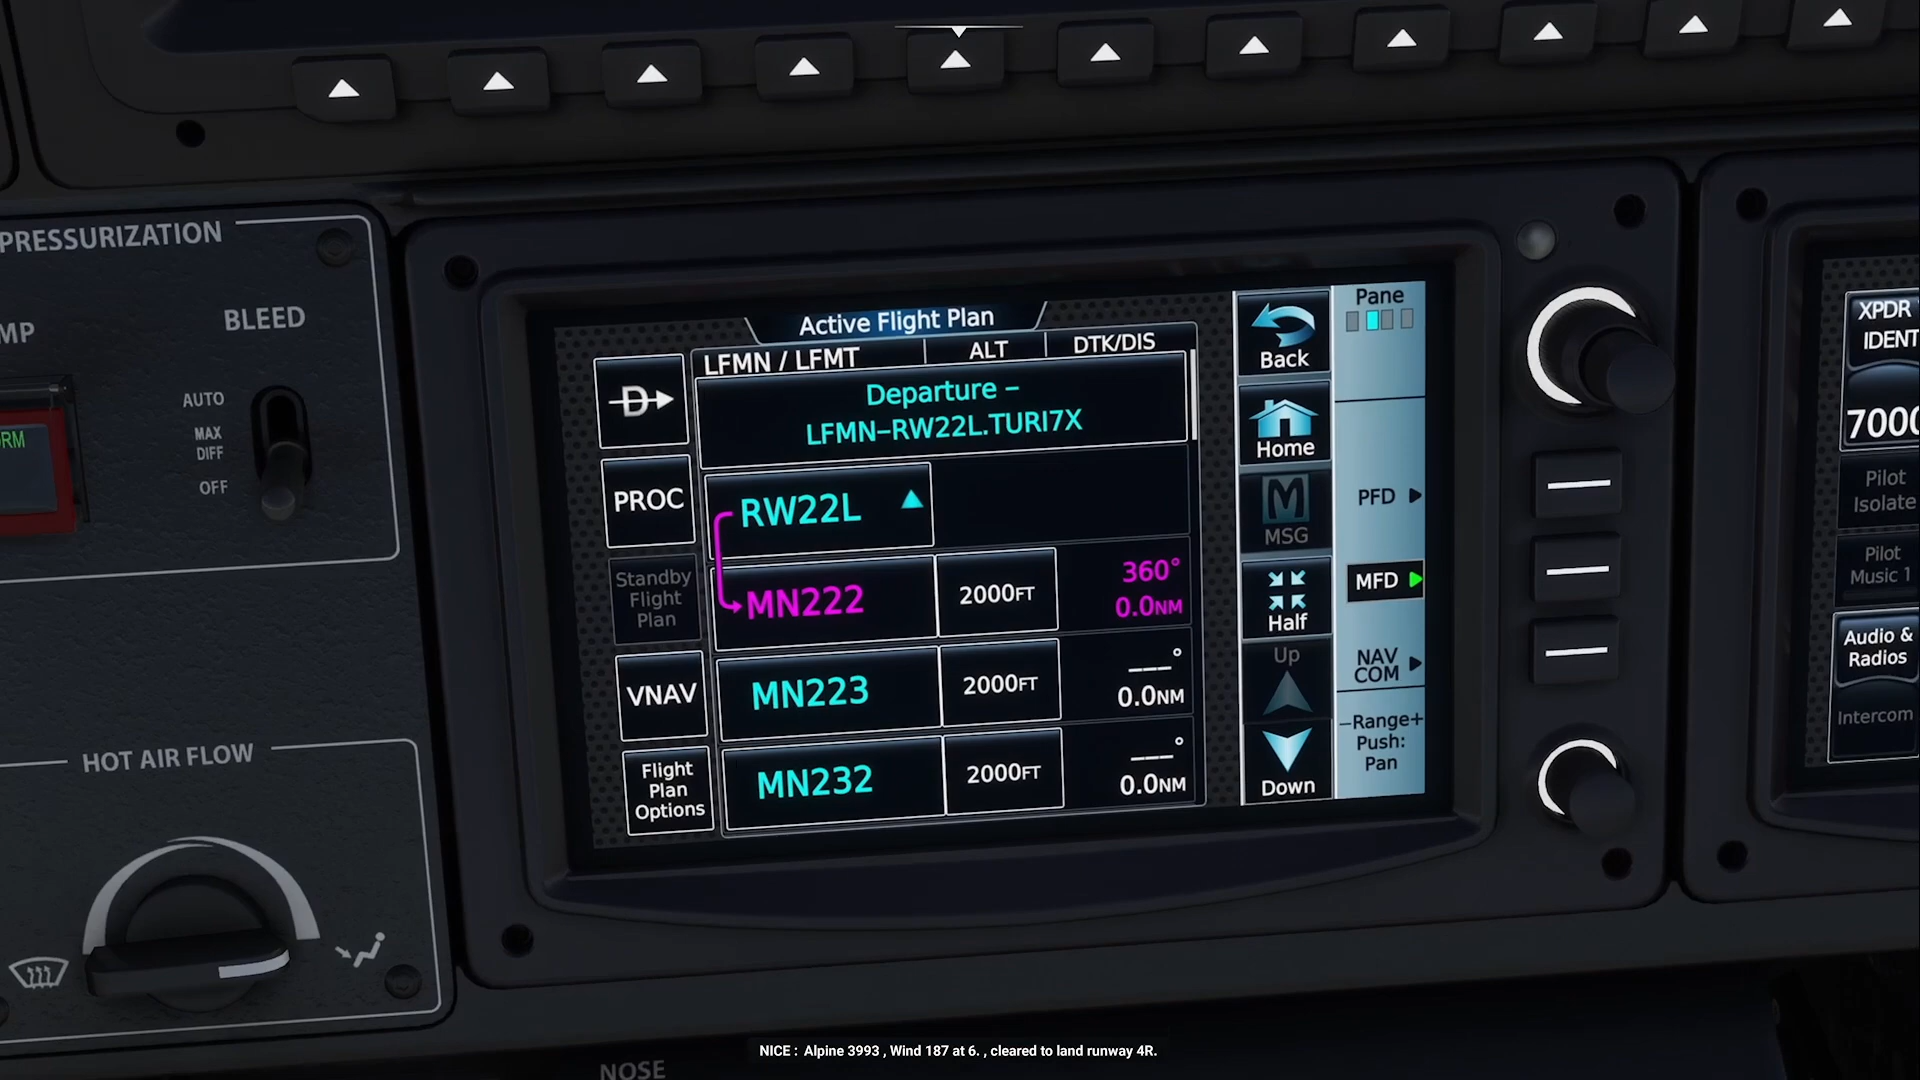 PRESSURIZATION
BLEED
AUTO
MAX
DIFF
OFF
HOT AIR FLOW
NOSE
Active Flight Plan
LFMN / LFMT
ALT
DTK/DIS
Departure –
LFMN–RW22L.TURI7X
D
PROC
Standby
Flight
Plan
VNAV
Flight
Plan
Options
RW22L
MN222
2000FT
360°
0.0NM
MN223
2000FT
___°
0.0NM
MN232
2000FT
___°
0.0NM
Back
Home
MSG
Half
Up
Down
Pane
PFD
MFD
NAV
COM
–Range+
Push:
Pan
XPDR
IDENT
7000
Pilot
Isolate
Pilot
Music 1
Audio &
Radios
Intercom
NICE : Alpine 3993 , Wind 187 at 6. , cleared to land runway 4R.